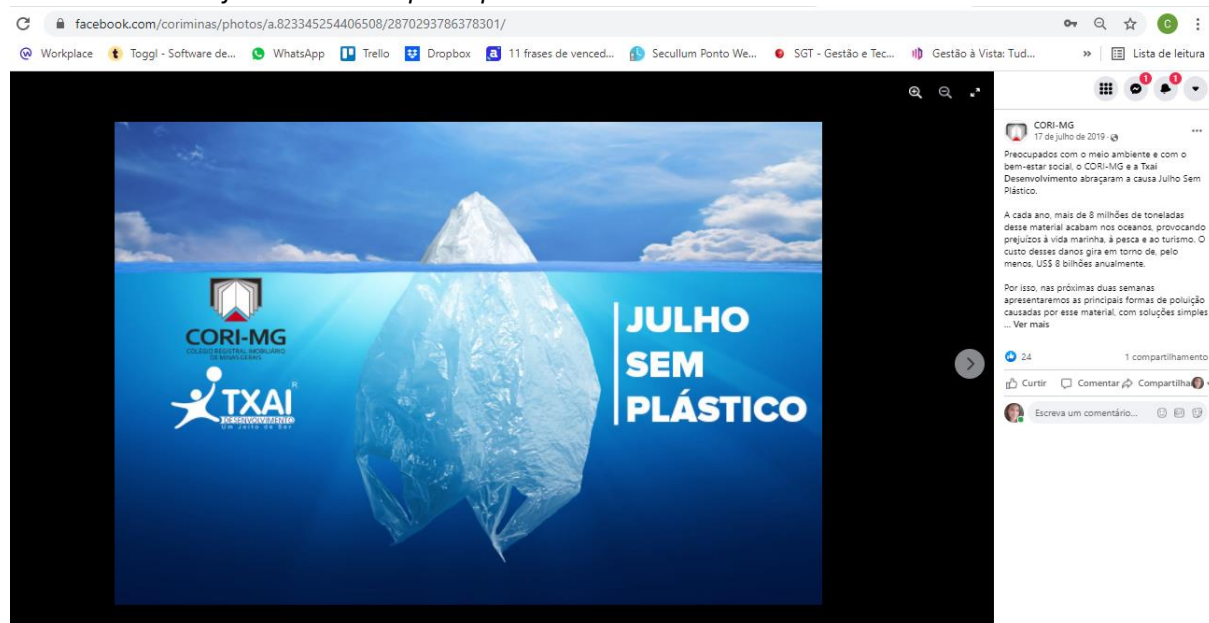 facebook.com/coriminas/photos/a.823345254406508/2870293786378301/
Workplace Toggl - Software de... WhatsApp Trello Dropbox 11 frases de venced... Secullum Ponto We... SGT - Gestão e Tec... Gestão à Vista: Tud... » Lista de leitura
CORI-MG
COLÉGIO REGISTRAL IMOBILIÁRIO
DE MINAS GERAIS
TXAI
DESENVOLVIMENTO
Um Jeito de Ser
JULHO
SEM
PLÁSTICO
CORI-MG
17 de julho de 2019
Preocupados com o meio ambiente e com o
bem-estar social, o CORI-MG e a Txai
Desenvolvimento abraçaram a causa Julho Sem
Plástico.
A cada ano, mais de 8 milhões de toneladas
desse material acabam nos oceanos, provocando
prejuízos à vida marinha, à pesca e ao turismo. O
custo desses danos gira em torno de, pelo
menos, US$ 8 bilhões anualmente.
Por isso, nas próximas duas semanas
apresentaremos as principais formas de poluição
causadas por esse material, com soluções simples
... Ver mais
24 1 compartilhamento
Curtir Comentar Compartilha
Escreva um comentário...